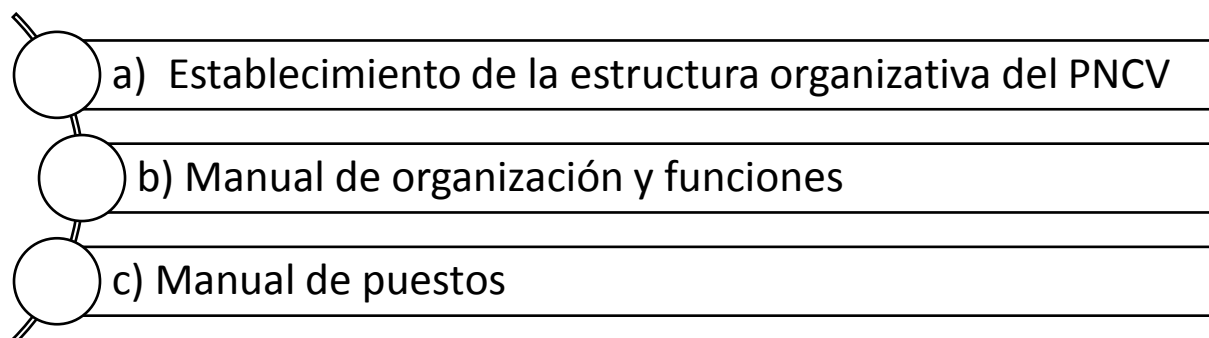 a) Establecimiento de la estructura organizativa del PNCV
b) Manual de organización y funciones
c) Manual de puestos